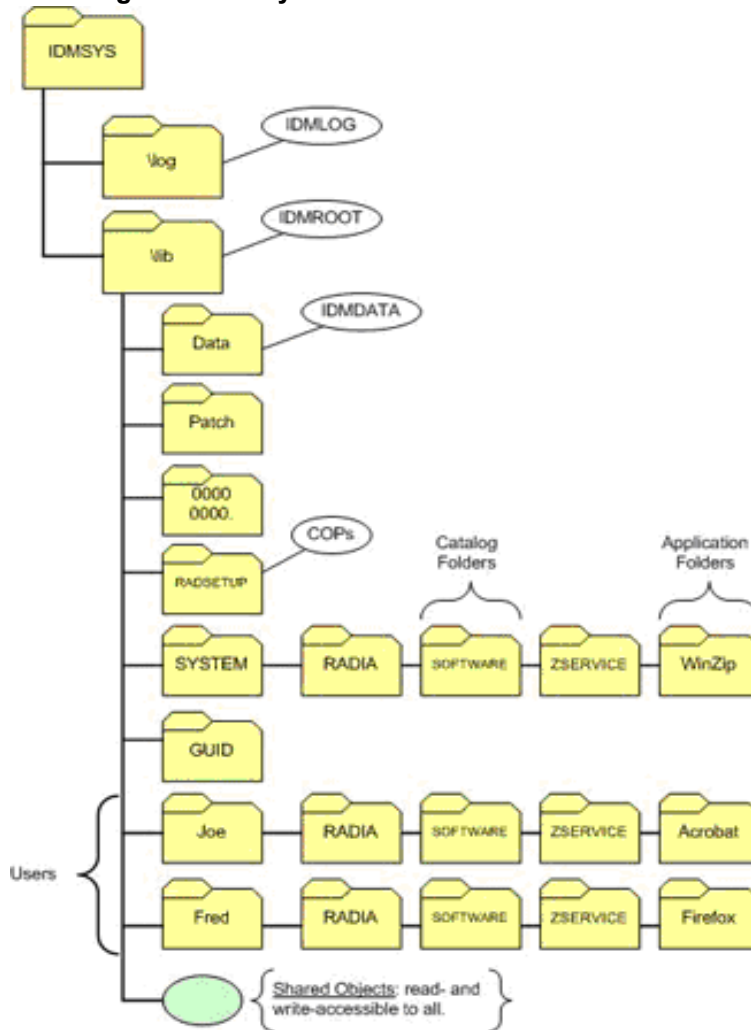 IDMSYS
\log
IDMLOG
\lib
IDMROOT
Data
IDMDATA
Patch
0000
0000.
RADSETUP
COPs
Catalog
Folders
Application
Folders
SYSTEM
RADIA
SOFTWARE
ZSERVICE
WinZip
GUID
Users
Joe
RADIA
SOFTWARE
ZSERVICE
Acrobat
Fred
RADIA
SOFTWARE
ZSERVICE
Firefox
Shared Objects: read- and
write-accessible to all.